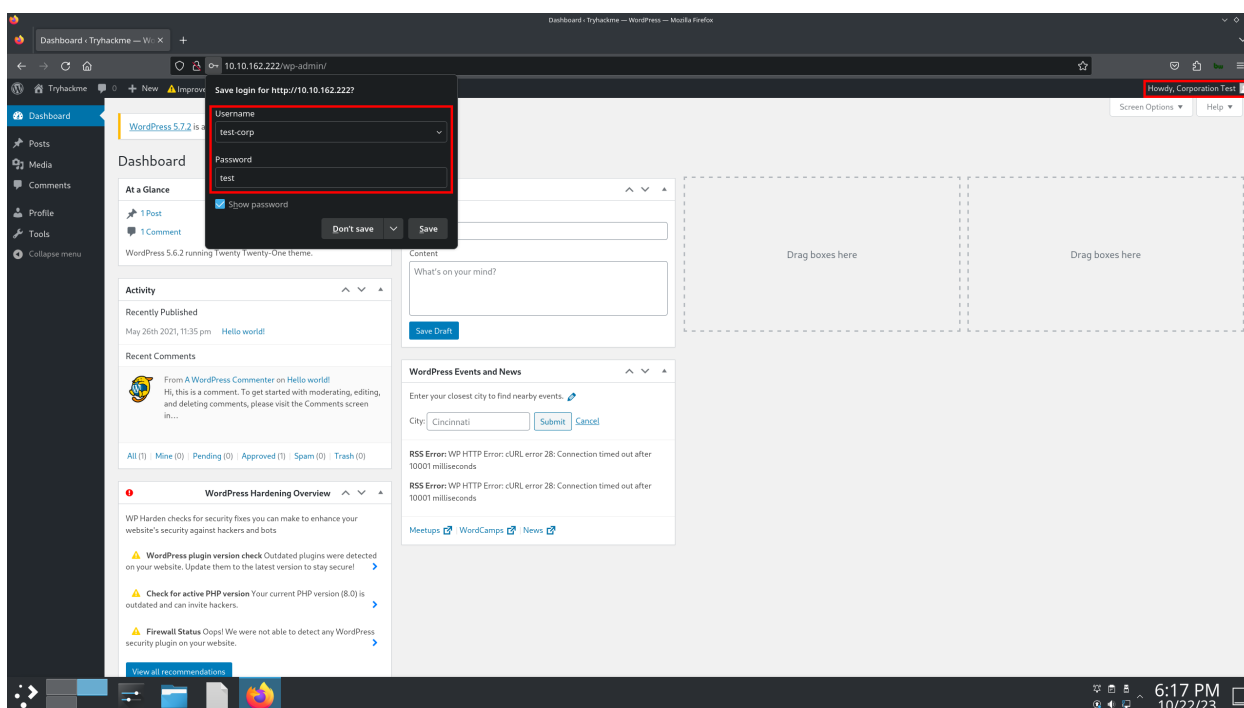 Dashboard ‹ Tryhackme — WordPress — Mozilla Firefox
Dashboard ‹ Tryhackme — Wo
10.10.162.222/wp-admin/
Tryhackme 0 New Improve
Howdy, Corporation Test
Screen Options Help
Save login for http://10.10.162.222?
Username
test-corp
Password
test
Show password
Don't save Save
Dashboard
Posts
Media
Comments
Profile
Tools
Collapse menu
WordPress 5.7.2 is a
Dashboard
At a Glance
1 Post
1 Comment
WordPress 5.6.2 running Twenty Twenty-One theme.
Activity
Recently Published
May 26th 2021, 11:35 pm Hello world!
Recent Comments
From A WordPress Commenter on Hello world!
Hi, this is a comment. To get started with moderating, editing,
and deleting comments, please visit the Comments screen
in…
All (1) | Mine (0) | Pending (0) | Approved (1) | Spam (0) | Trash (0)
WordPress Hardening Overview
WP Harden checks for security fixes you can make to enhance your
website's security against hackers and bots
WordPress plugin version check Outdated plugins were detected
on your website. Update them to the latest version to stay secure!
Check for active PHP version Your current PHP version (8.0) is
outdated and can invite hackers.
Firewall Status Oops! We were not able to detect any WordPress
security plugin on your website.
View all recommendations
Content
What's on your mind?
Save Draft
WordPress Events and News
Enter your closest city to find nearby events.
City: Cincinnati Submit Cancel
RSS Error: WP HTTP Error: cURL error 28: Connection timed out after
10001 milliseconds
RSS Error: WP HTTP Error: cURL error 28: Connection timed out after
10001 milliseconds
Meetups | WordCamps | News
Drag boxes here
Drag boxes here
6:17 PM
10/22/23